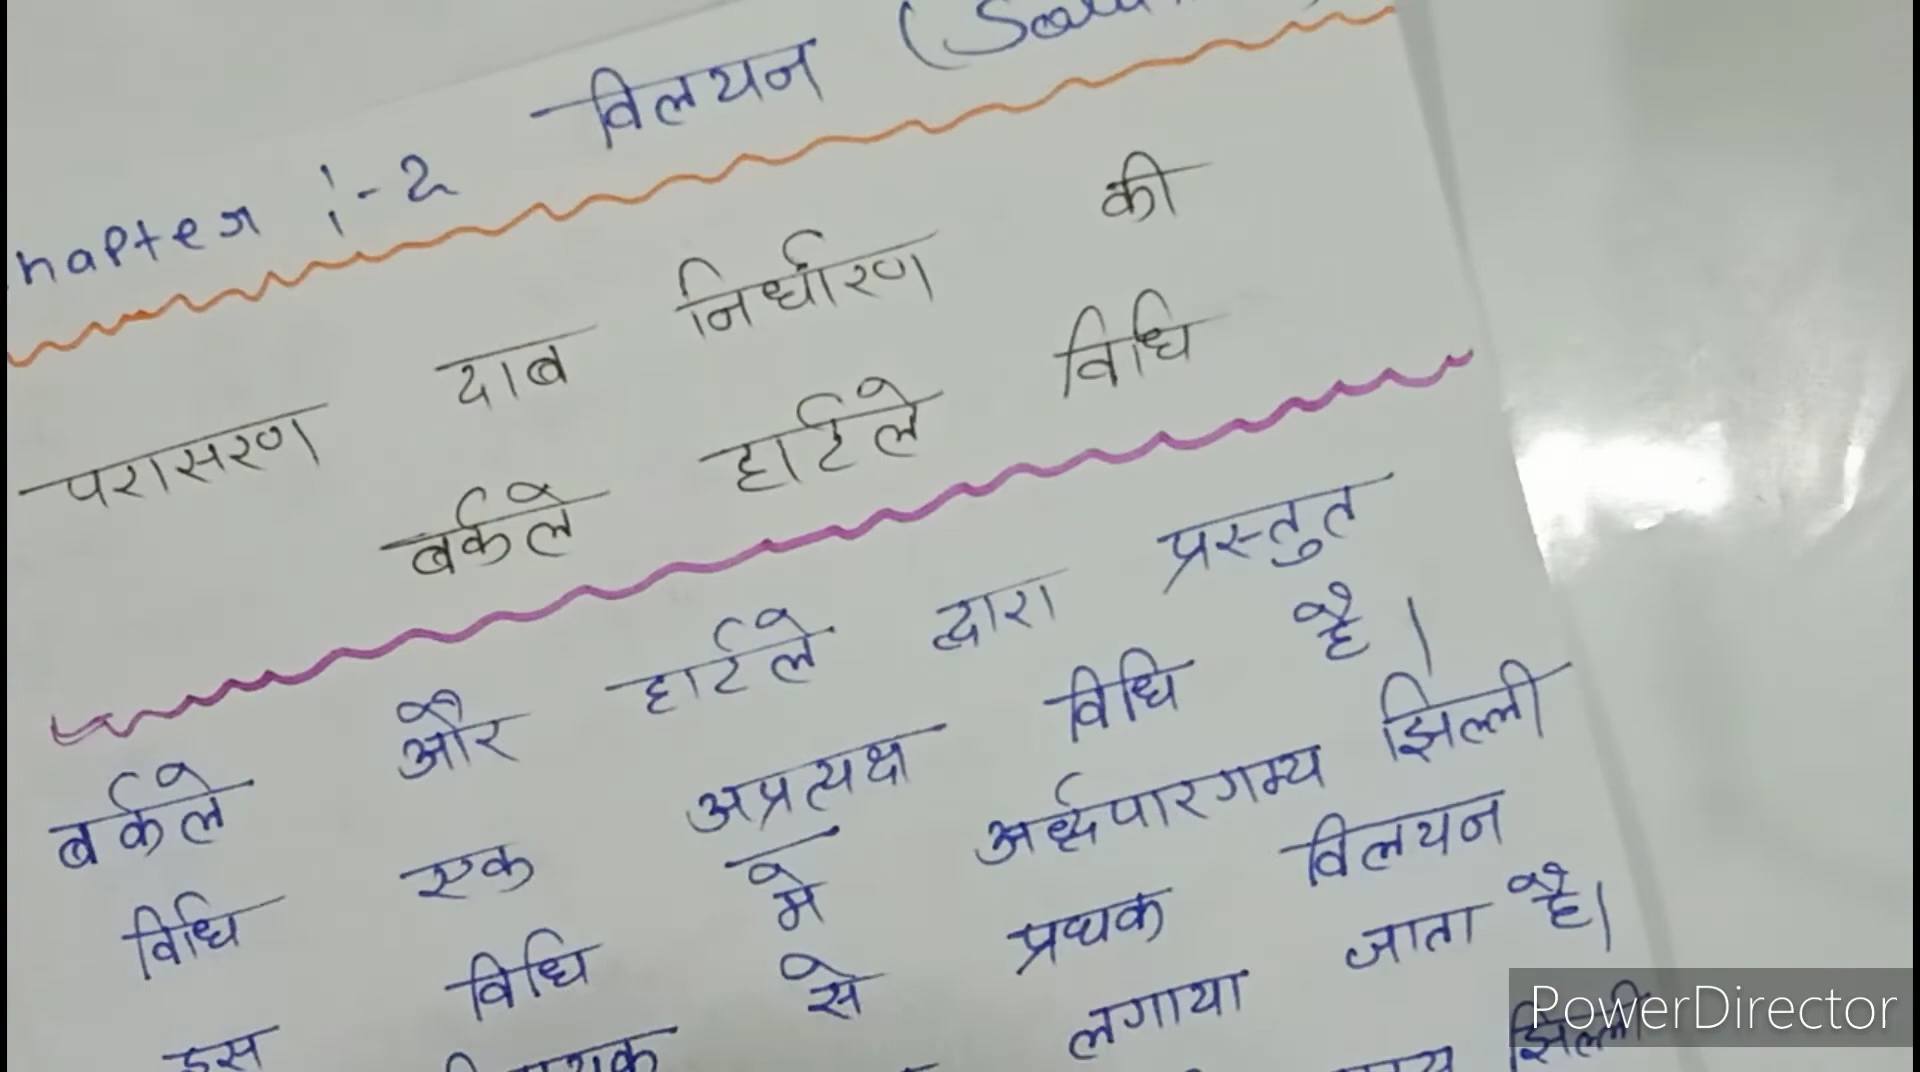 विलयन
hapter :-2
परासरण दाब निर्धारण की
बर्कले हार्टले विधि
बर्कले और हार्टले द्वारा प्रस्तुत
विधि एक अप्रत्यक्ष विधि है।
इस विधि मे अर्ध्दपारगम्य झिल्ली
से प्रथक विलयन
लगाया जाता है।
झिल्ली
PowerDirector